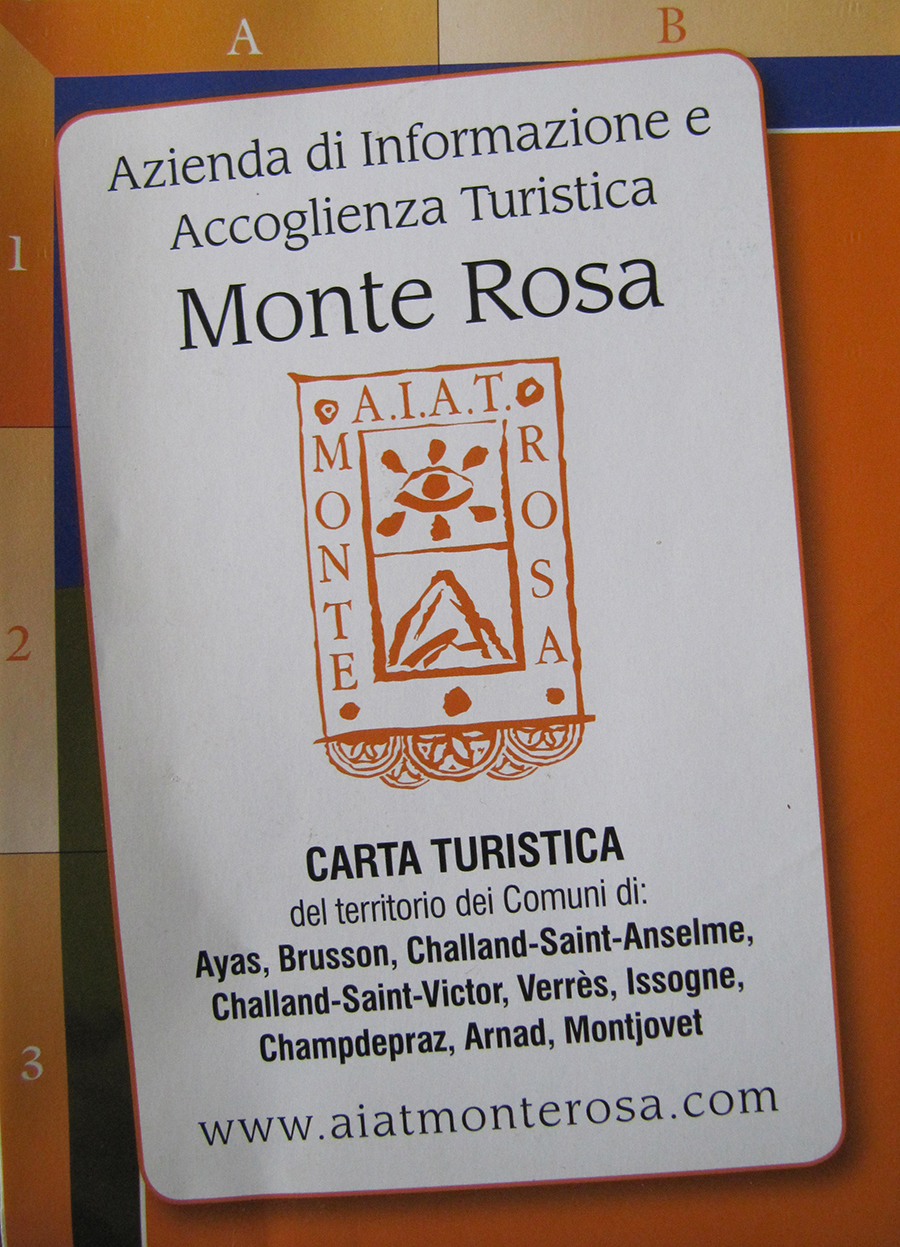 A
B
1
2
3
Azienda di Informazione e
Accoglienza Turistica
Monte Rosa
A.I.A.T.
MONTE
ROSA
CARTA TURISTICA
del territorio dei Comuni di:
Ayas, Brusson, Challand-Saint-Anselme,
Challand-Saint-Victor, Verrès, Issogne,
Champdepraz, Arnad, Montjovet
www.aiatmonterosa.com